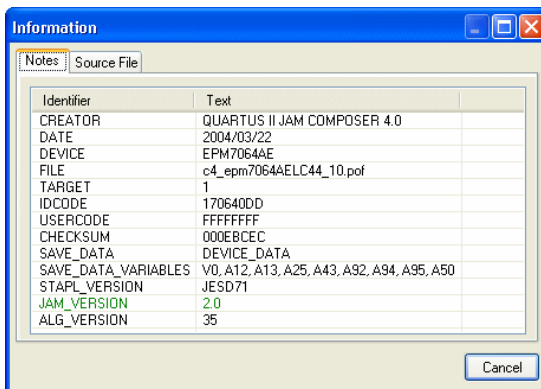 Information
Notes Source File
Identifier Text
CREATOR QUARTUS II JAM COMPOSER 4.0
DATE 2004/03/22
DEVICE EPM7064AE
FILE c4_epm7064AELC44_10.pof
TARGET 1
IDCODE 170640DD
USERCODE FFFFFFFF
CHECKSUM 000EBCEC
SAVE_DATA DEVICE_DATA
SAVE_DATA_VARIABLES V0, A12, A13, A25, A43, A92, A94, A95, A50
STAPL_VERSION JESD71
JAM_VERSION 2.0
ALG_VERSION 35
Cancel